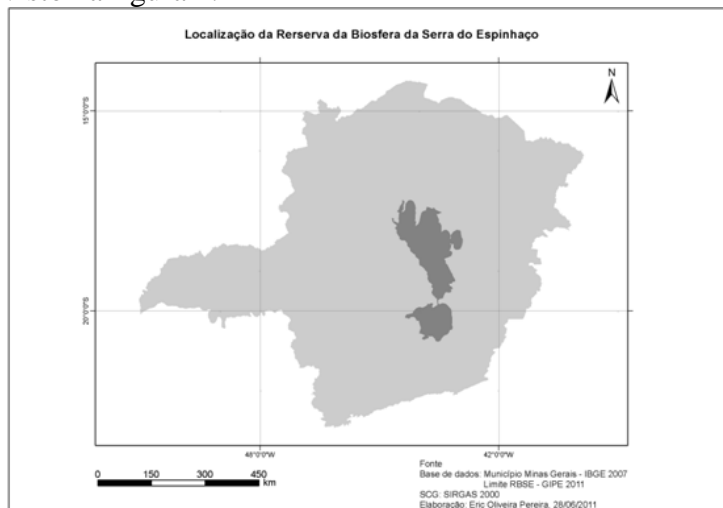 Localização da Rerserva da Biosfera da Serra do Espinhaço
N
15°0'0"S
20°0'0"S
48°0'0"W
42°0'0"W
0 150 300 450
km
Fonte
Base de dados: Município Minas Gerais - IBGE 2007
Limite RBSE - GIPE 2011
SCG: SIRGAS 2000
Elaboração: Eric Oliveira Pereira, 28/06/2011